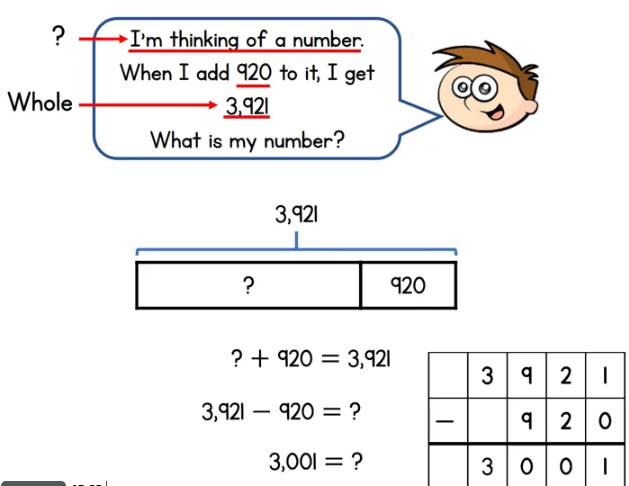 ?
I'm thinking of a number.
When I add 920 to it, I get
Whole
3,921
What is my number?
3,921
?
920
? + 920 = 3,921
3,921 − 920 = ?
3,001 = ?
3 9 2 1
− 9 2 0
3 0 0 1